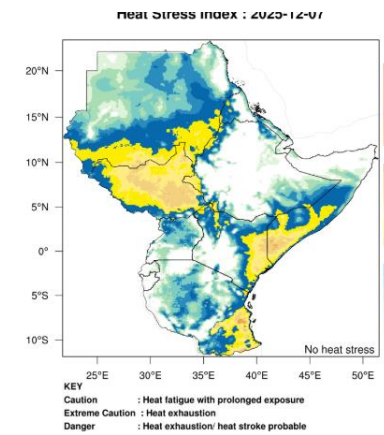 Heat Stress Index : 2025-12-07
20°N
15°N
10°N
5°N
0°
5°S
10°S
No heat stress
25°E 30°E 35°E 40°E 45°E 50°E
KEY
Caution : Heat fatigue with prolonged exposure
Extreme Caution : Heat exhaustion
Danger : Heat exhaustion/ heat stroke probable